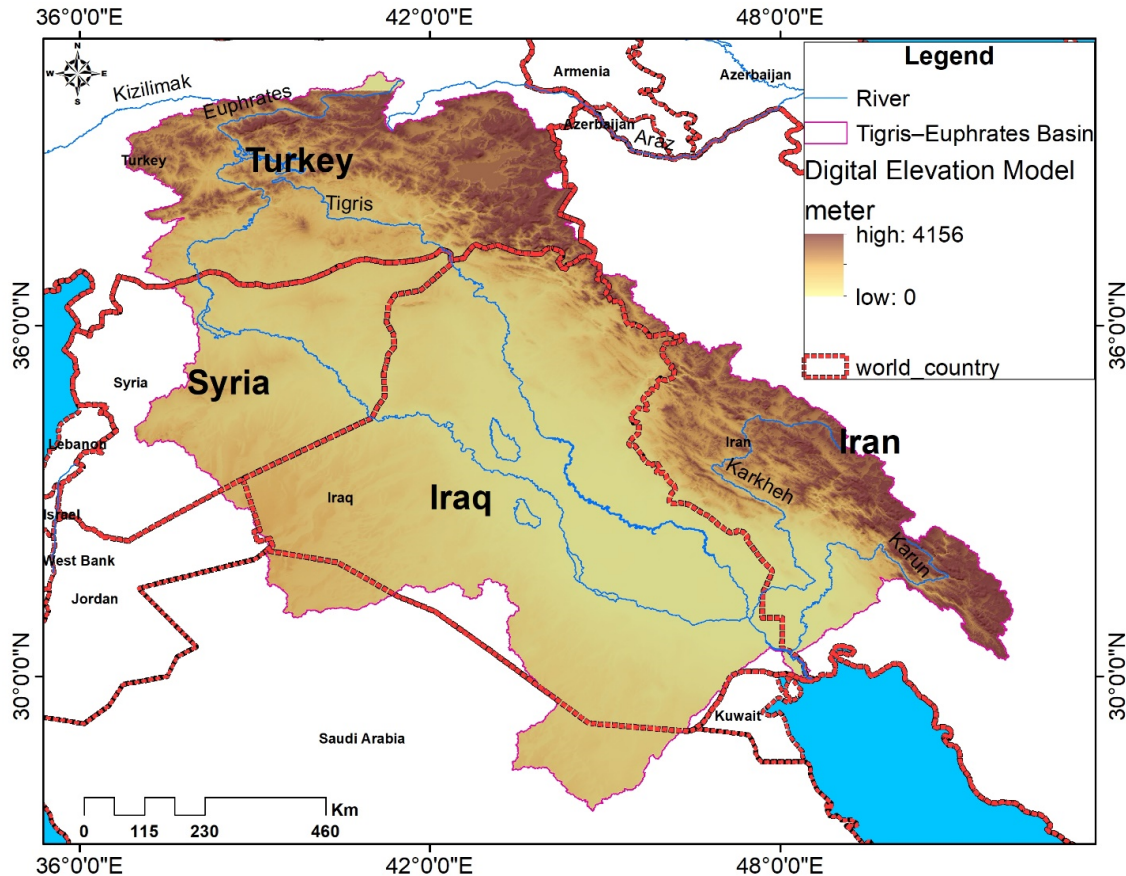 36°0'0"E
42°0'0"E
48°0'0"E
N
W
E
S
Kizilimak
Euphrates
Armenia
Azerbaijan
Azerbaijan
Araz
Turkey
Turkey
Tigris
Legend
River
Tigris–Euphrates Basin
Digital Elevation Model
meter
high: 4156
low: 0
world_country
36°0'0"N
36°0'0"N
Syria
Syria
Lebanon
Iran
Iran
Karkheh
Iraq
Iraq
Israel
West Bank
Jordan
Karun
30°0'0"N
30°0'0"N
Kuwait
Saudi Arabia
Km
0 115 230 460
36°0'0"E
42°0'0"E
48°0'0"E